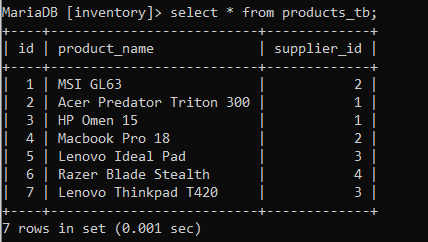 MariaDB [inventory]> select * from products_tb;
+----+---------------------------+-------------+
| id | product_name              | supplier_id |
+----+---------------------------+-------------+
|  1 | MSI GL63                  |           2 |
|  2 | Acer Predator Triton 300  |           1 |
|  3 | HP Omen 15                |           1 |
|  4 | Macbook Pro 18            |           2 |
|  5 | Lenovo Ideal Pad          |           3 |
|  6 | Razer Blade Stealth       |           4 |
|  7 | Lenovo Thinkpad T420      |           3 |
+----+---------------------------+-------------+
7 rows in set (0.001 sec)